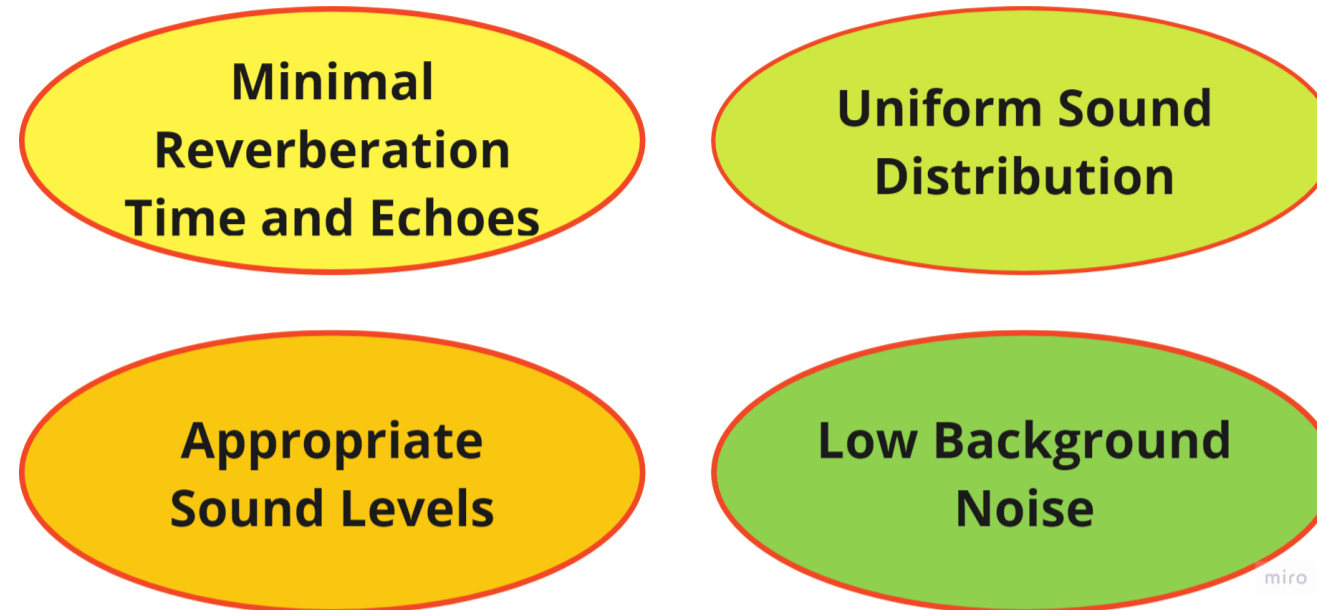 Minimal
Reverberation
Time and Echoes
Uniform Sound
Distribution
Appropriate
Sound Levels
Low Background
Noise
miro